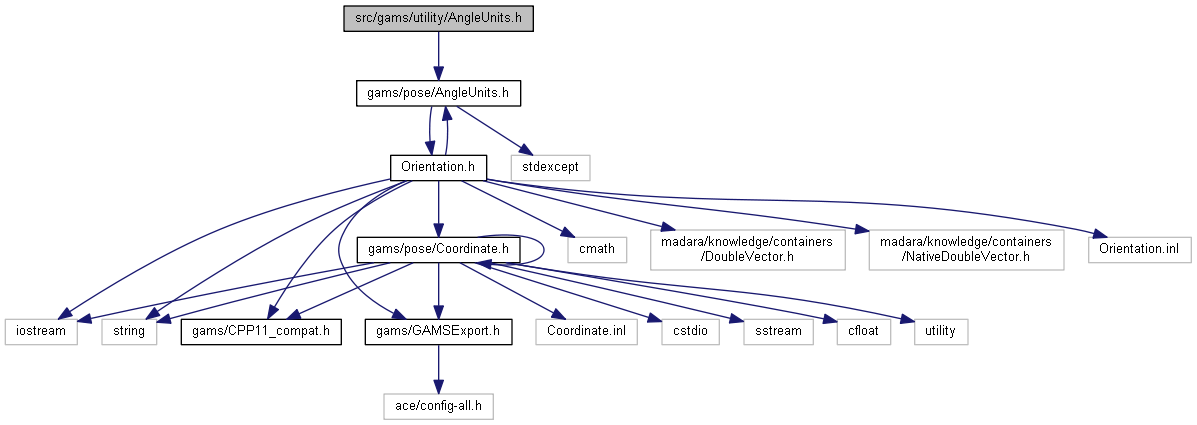 src/gams/utility/AngleUnits.h
gams/pose/AngleUnits.h
Orientation.h
stdexcept
gams/pose/Coordinate.h
cmath
madara/knowledge/containers
/DoubleVector.h
madara/knowledge/containers
/NativeDoubleVector.h
Orientation.inl
iostream
string
gams/CPP11_compat.h
gams/GAMSExport.h
Coordinate.inl
cstdio
sstream
cfloat
utility
ace/config-all.h